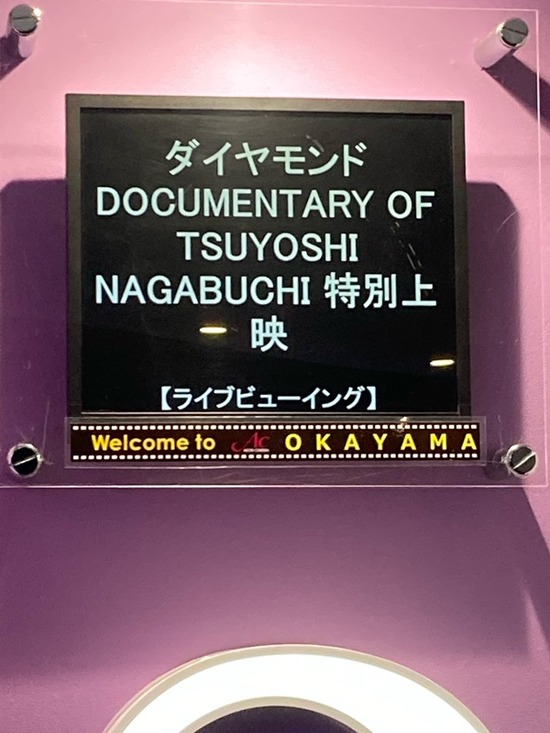 ダイヤモンド
DOCUMENTARY OF
TSUYOSHI
NAGABUCHI 特別上
映
【ライブビューイング】
Welcome to AC OKAYAMA